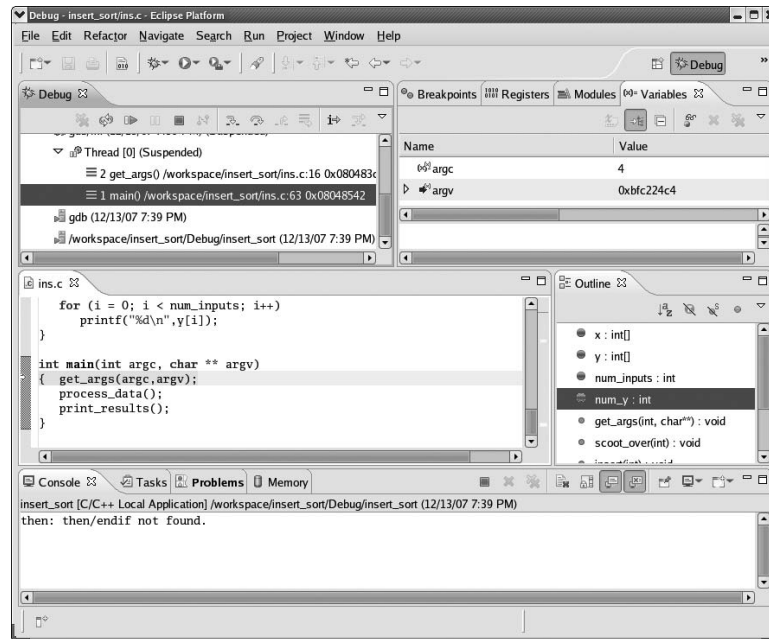 Debug - insert_sort/ins.c - Eclipse Platform
File Edit Refactor Navigate Search Run Project Window Help
Debug
Debug
Thread [0] (Suspended)
2 get_args() /workspace/insert_sort/ins.c:16 0x080483c
1 main() /workspace/insert_sort/ins.c:63 0x08048542
gdb (12/13/07 7:39 PM)
/workspace/insert_sort/Debug/insert_sort (12/13/07 7:39 PM)
Breakpoints Registers Modules (x)= Variables
Name Value
argc 4
argv 0xbfc224c4
ins.c
for (i = 0; i < num_inputs; i++)
printf("%d\n",y[i]);
}
int main(int argc, char ** argv)
{ get_args(argc,argv);
process_data();
print_results();
}
Outline
x : int[]
y : int[]
num_inputs : int
num_y : int
get_args(int, char**) : void
scoot_over(int) : void
Console Tasks Problems Memory
insert_sort [C/C++ Local Application] /workspace/insert_sort/Debug/insert_sort (12/13/07 7:39 PM)
then: then/endif not found.